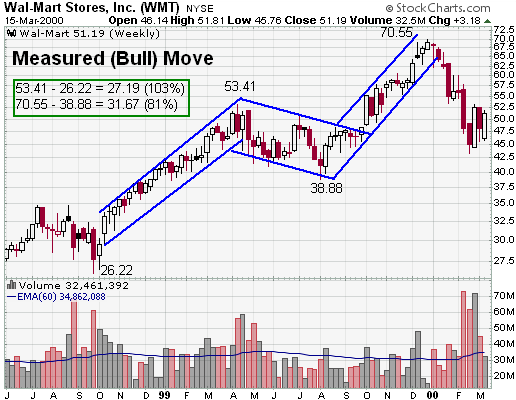 Wal-Mart Stores, Inc. (WMT) NYSE © StockCharts.com
15-Mar-2000 Open 46.14 High 51.81 Low 45.76 Close 51.19 Volume 32.5M Chg +3.18
Wal-Mart 51.19 (Weekly)
Measured (Bull) Move
53.41 - 26.22 = 27.19 (103%)
70.55 - 38.88 = 31.67 (81%)
70.55
53.41
38.88
26.22
72.5
70.0
67.5
65.0
62.5
60.0
57.5
55.0
52.5
50.0
47.5
45.0
42.5
40.0
37.5
35.0
32.5
30.0
27.5
Volume 32,461,392
EMA(60) 34,862,088
70M
60M
50M
40M
30M
20M
J A S O N D 99 F M A M J J A S O N D 00 F M